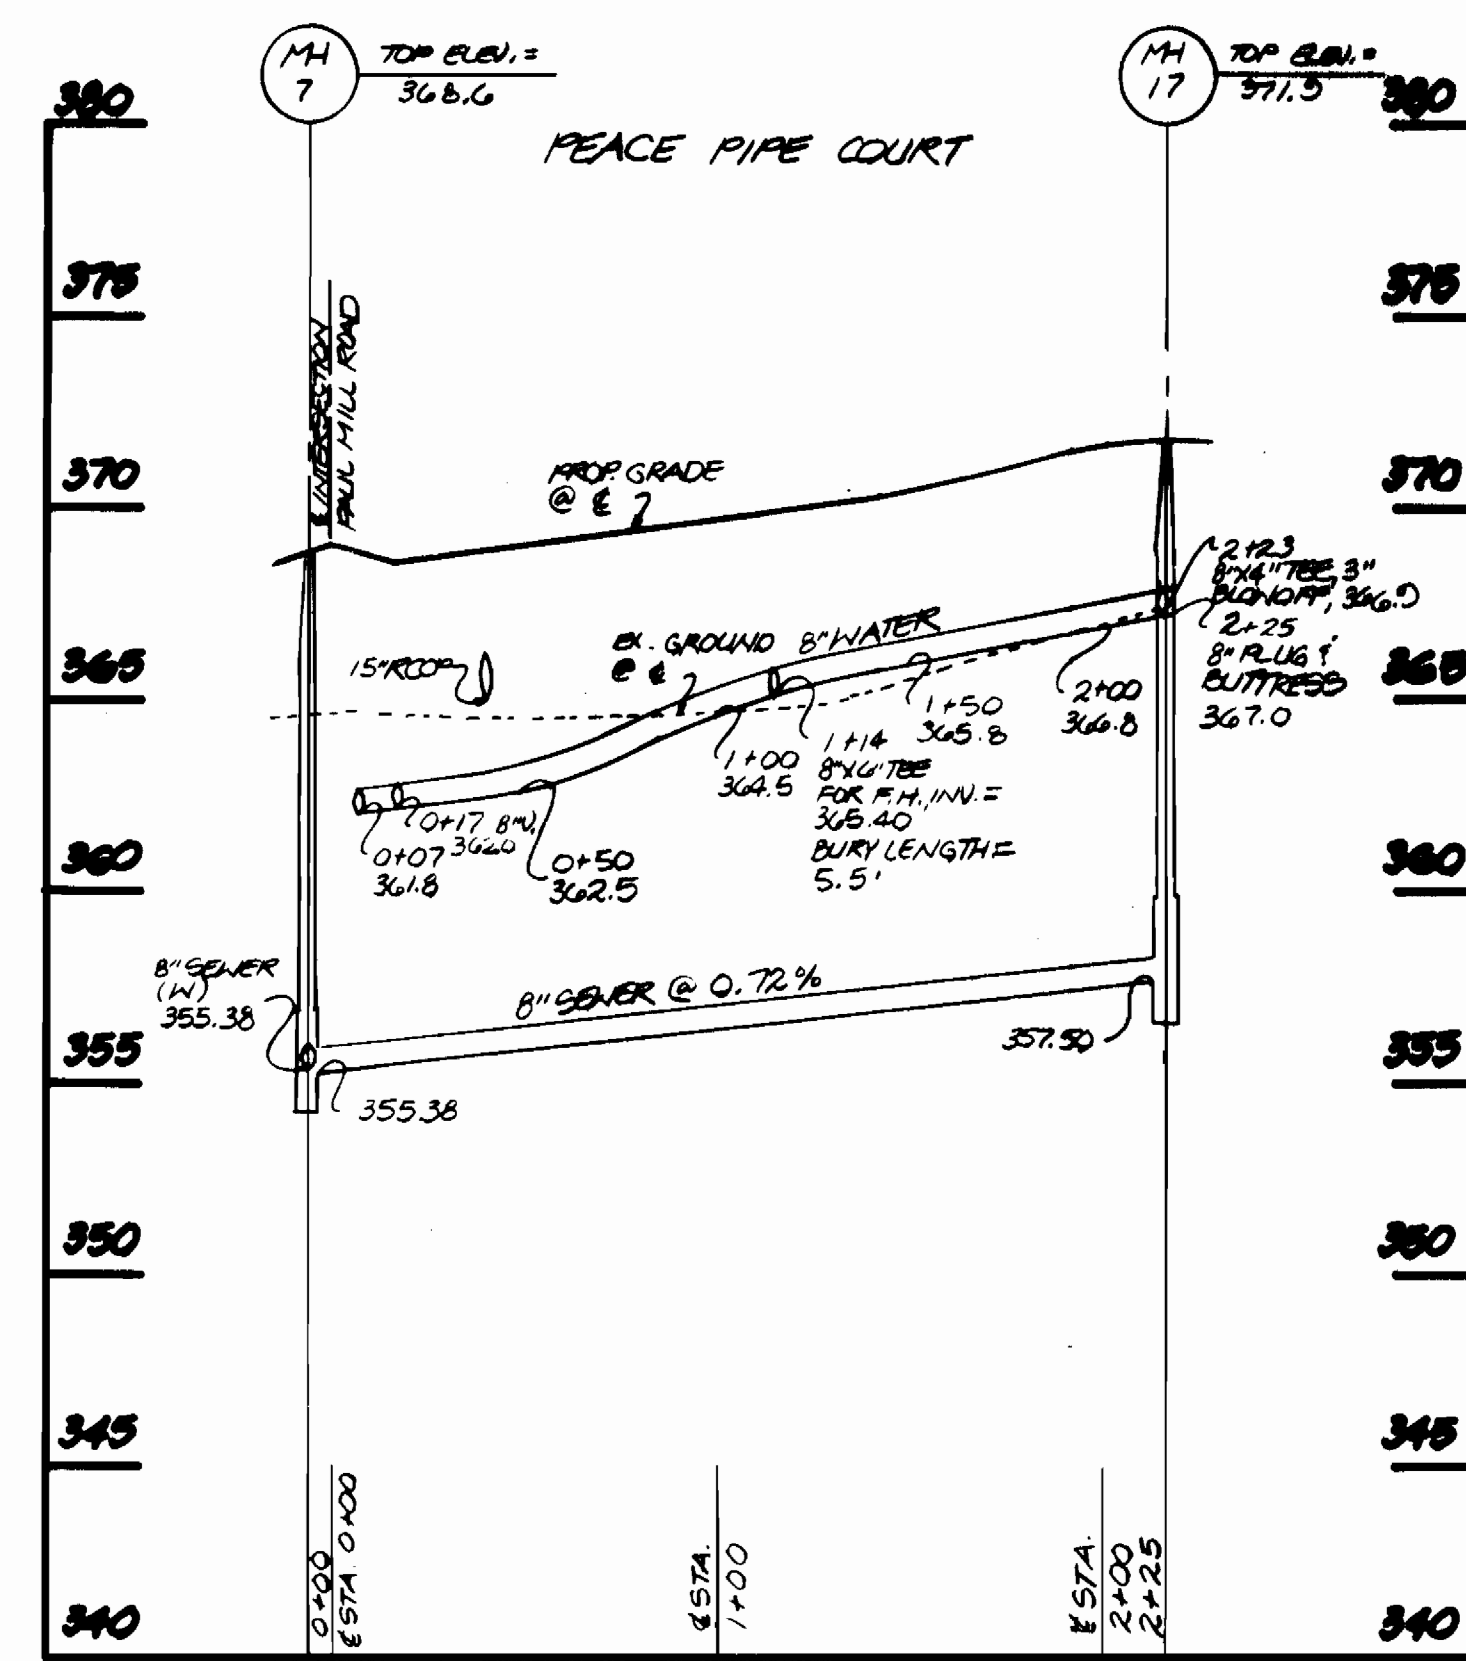 MH
7
TOP ELEV. =
368.6
MH
17
TOP ELEV. =
371.5
PEACE PIPE COURT
380
375
370
365
360
355
350
345
340
380
375
370
365
360
355
350
345
340
℄ INTERSECTION
PAUL MILL ROAD
PROP. GRADE
@ ℄
15" RCCP
EX. GROUND
@ ℄
8" WATER
0+07
361.8
0+17 8"V.
362.0
0+50
362.5
1+00
364.5
1+14
8"X6" TEE
FOR F.H., INV. =
365.40
BURY LENGTH =
5.5'
1+50
365.8
2+00
366.8
2+23
8"X4" TEE, 3"
BLOWOFF, 366.9
2+25
8" PLUG &
BUTTRESS
367.0
8" SEWER
(W)
355.38
8" SEWER @ 0.72%
355.38
357.50
0+00
℄ STA. 0+00
℄ STA.
1+00
℄ STA.
2+00
2+25